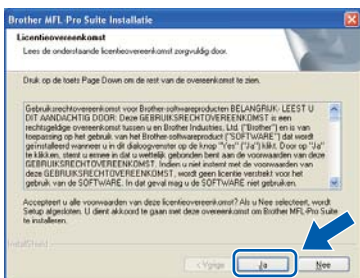 Brother MFL-Pro Suite Installatie
Licentieovereenkomst
Lees de onderstaande licentieovereenkomst zorgvuldig door.
Druk op de toets Page Down om de rest van de overeenkomst te zien.
Gebruiksrechtovereenkomst voor Brother-softwareproducten BELANGRIJK- LEEST U
DIT AANDACHTIG DOOR: Deze GEBRUIKSRECHTOVEREENKOMST is een
rechtsgeldige overeenkomst tussen u en Brother Industries, Ltd. ("Brother") en is van
toepassing op het gebruik van het Brother-softwareproduct ("SOFTWARE") dat wordt
geïnstalleerd wanneer u in dit dialoogvenster op de knop "Yes" ("Ja") klikt. Door op "Ja"
te klikken, stemt u ermee in dat u wettelijk gebonden bent aan de voorwaarden van deze
GEBRUIKSRECHTOVEREENKOMST. Indien u niet instemt met de voorwaarden van
deze GEBRUIKSRECHTOVEREENKOMST, wordt geen licentie verstrekt voor het
gebruik van de SOFTWARE. In dat geval mag u de SOFTWARE niet gebruiken.
Accepteert u alle voorwaarden van deze licentieovereenkomst? Als u Nee selecteert, wordt
Setup afgesloten. U dient akkoord te gaan met deze overeenkomst om Brother MFL-Pro Suite
te installeren.
InstallShield
< Vorige
Ja
Nee